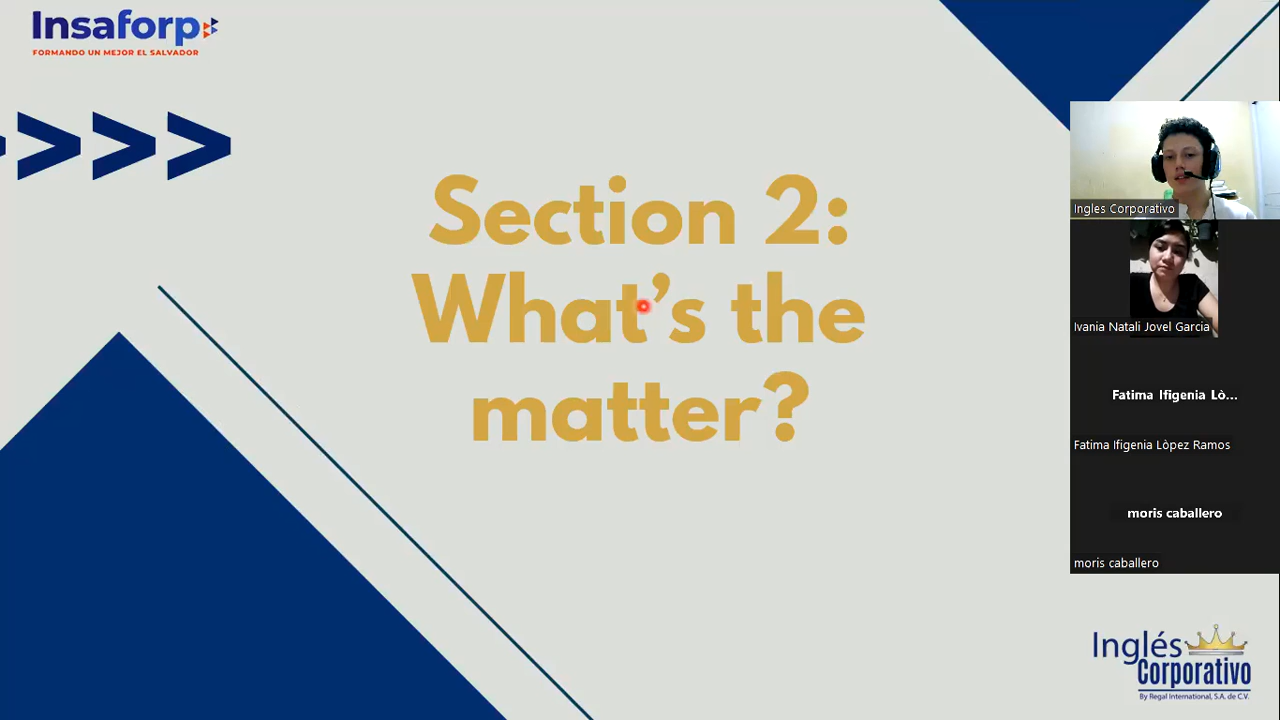 Insaforp
FORMANDO UN MEJOR EL SALVADOR
Section 2:
What's the
matter?
Ingles Corporativo
Ivania Natali Jovel Garcia
Fatima Ifigenia Lò...
Fatima Ifigenia Lòpez Ramos
moris caballero
moris caballero
Inglés
Corporativo
By Regal International, S.A. de C.V.